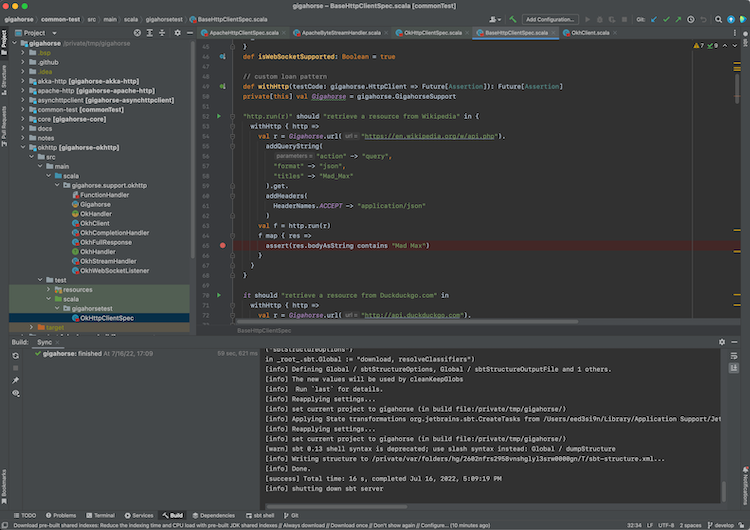 gigahorse – BaseHttpClientSpec.scala [commonTest]
gigahorse › common-test › src › main › scala › gigahorsetest › BaseHttpClientSpec.scala
Add Configuration...
Git:
Project
ApacheHttpClientSpec.scala
ApacheByteStreamHandler.scala
OkHttpClientSpec.scala
BaseHttpClientSpec.scala
OkhClient.scala
gigahorse /private/tmp/gigahorse
.bsp
.github
.idea
akka-http [gigahorse-akka-http]
apache-http [gigahorse-apache-http]
asynchttpclient [gigahorse-asynchttpclient]
common-test [commonTest]
core [gigahorse-core]
docs
notes
okhttp [gigahorse-okhttp]
src
main
scala
gigahorse.support.okhttp
FunctionHandler
Gigahorse
OkHandler
OkhClient
OkhCompletionHandler
OkhFullResponse
OkhHandler
OkhStreamHandler
OkhWebSocketListener
test
resources
scala
gigahorsetest
OkHttpClientSpec
target
Project
Structure
Pull Requests
Bookmarks
Notifications
7 9
45 }
46 def isWebSocketSupported: Boolean = true
48 // custom loan pattern
49 def withHttp(testCode: gigahorse.HttpClient => Future[Assertion]): Future[Assertion]
50 private[this] val Gigahorse = gigahorse.GigahorseSupport
52 "http.run(r)" should "retrieve a resource from Wikipedia" in {
53 withHttp { http =>
54 val r = Gigahorse.url( url = "https://en.wikipedia.org/w/api.php").
55 addQueryString(
56 parameters = "action" -> "query",
57 "format" -> "json",
58 "titles" -> "Mad_Max"
59 ).get.
60 addHeaders(
61 HeaderNames.ACCEPT -> "application/json"
62 )
63 val f = http.run(r)
64 f map { res =>
65 assert(res.bodyAsString contains "Mad Max")
66 }
67 }
68 }
70 it should "retrieve a resource from Duckduckgo.com" in
71 withHttp { http =>
72 val r = Gigahorse.url( url = "http://api.duckduckgo.com").
BaseHttpClientSpec
Build: Sync
gigahorse: finished At 7/16/22, 17:09 59 sec, 621 ms
("sbtStructureOptions")
in _root_.sbt.Global := "download, resolveClassifiers")
[info] Defining Global / sbtStructureOptions, Global / sbtStructureOutputFile and 1 others.
[info] The new values will be used by cleanKeepGlobs
[info] Run `last` for details.
[info] Reapplying settings...
[info] set current project to gigahorse (in build file:/private/tmp/gigahorse/)
[info] Applying State transformations org.jetbrains.sbt.CreateTasks from /Users/eed3si9n/Library/Application Support/Jet
[info] Reapplying settings...
[info] set current project to gigahorse (in build file:/private/tmp/gigahorse/)
[warn] sbt 0.13 shell syntax is deprecated; use slash syntax instead: Global / dumpStructure
[info] Writing structure to /private/var/folders/hg/2602nfrs2958vnshglyl3srw0000gn/T/sbt-structure.xml...
[info] Done.
[success] Total time: 16 s, completed Jul 16, 2022, 5:09:19 PM
[info] shutting down sbt server
TODO Problems Terminal Services Build Dependencies sbt shell Git
Download pre-built shared indexes: Reduce the indexing time and CPU load with pre-built JDK shared indexes // Always download // Download once // Don't show again // Configure... (10 minutes ago)
32:34 LF UTF-8 2 spaces develop